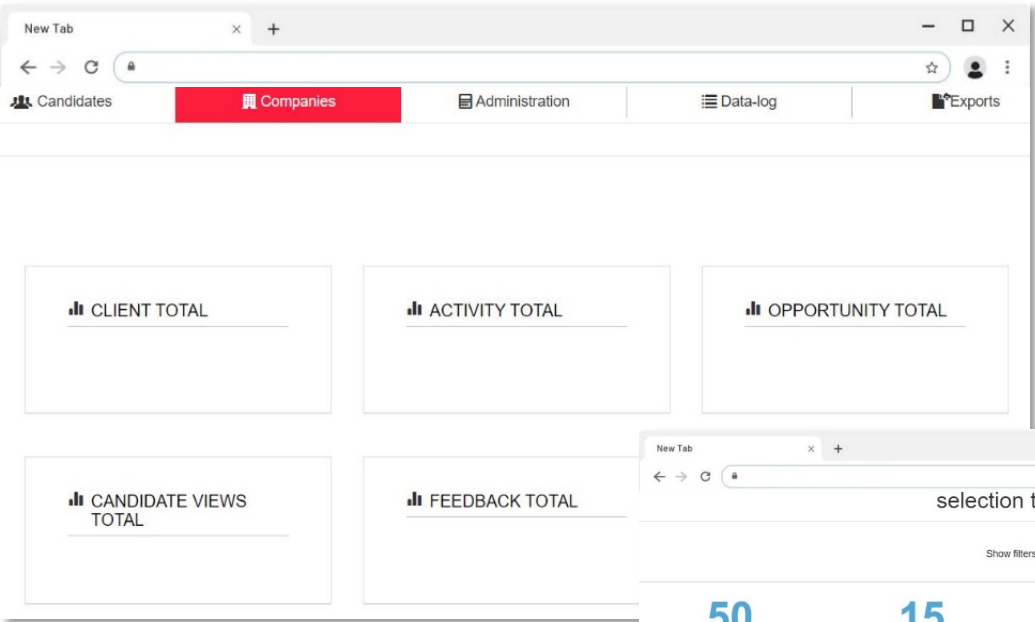 New Tab
Candidates Companies Administration Data-log Exports
CLIENT TOTAL
ACTIVITY TOTAL
OPPORTUNITY TOTAL
CANDIDATE VIEWS
TOTAL
FEEDBACK TOTAL
New Tab
selection t
Show filters
50 15